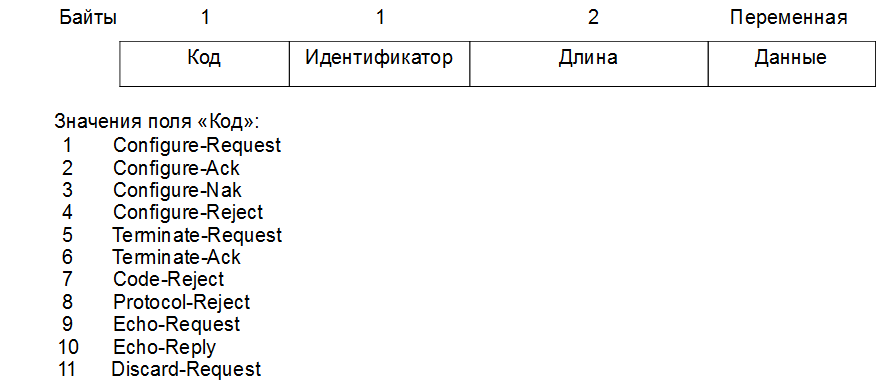 Байты 1 1 2 Переменная
Код Идентификатор Длина Данные
Значения поля «Код»:
1 Configure-Request
2 Configure-Ack
3 Configure-Nak
4 Configure-Reject
5 Terminate-Request
6 Terminate-Ack
7 Code-Reject
8 Protocol-Reject
9 Echo-Request
10 Echo-Reply
11 Discard-Request